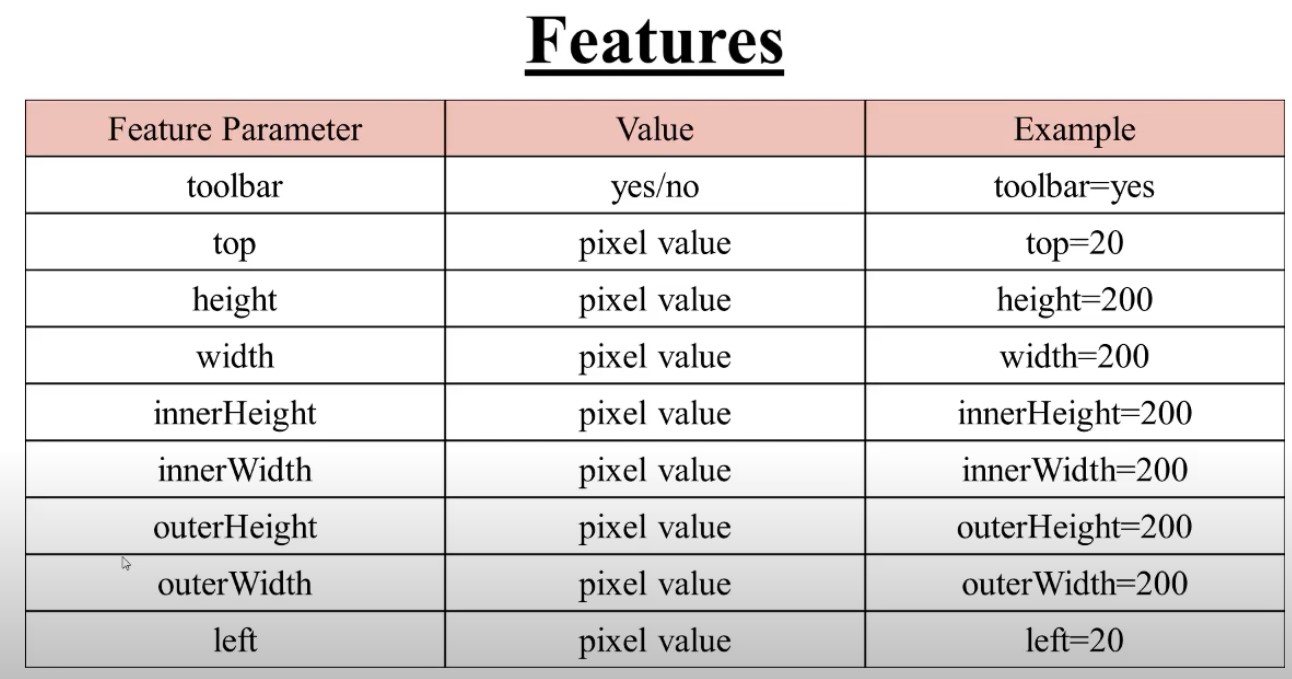 Features
Feature Parameter Value Example
toolbar yes/no toolbar=yes
top pixel value top=20
height pixel value height=200
width pixel value width=200
innerHeight pixel value innerHeight=200
innerWidth pixel value innerWidth=200
outerHeight pixel value outerHeight=200
outerWidth pixel value outerWidth=200
left pixel value left=20